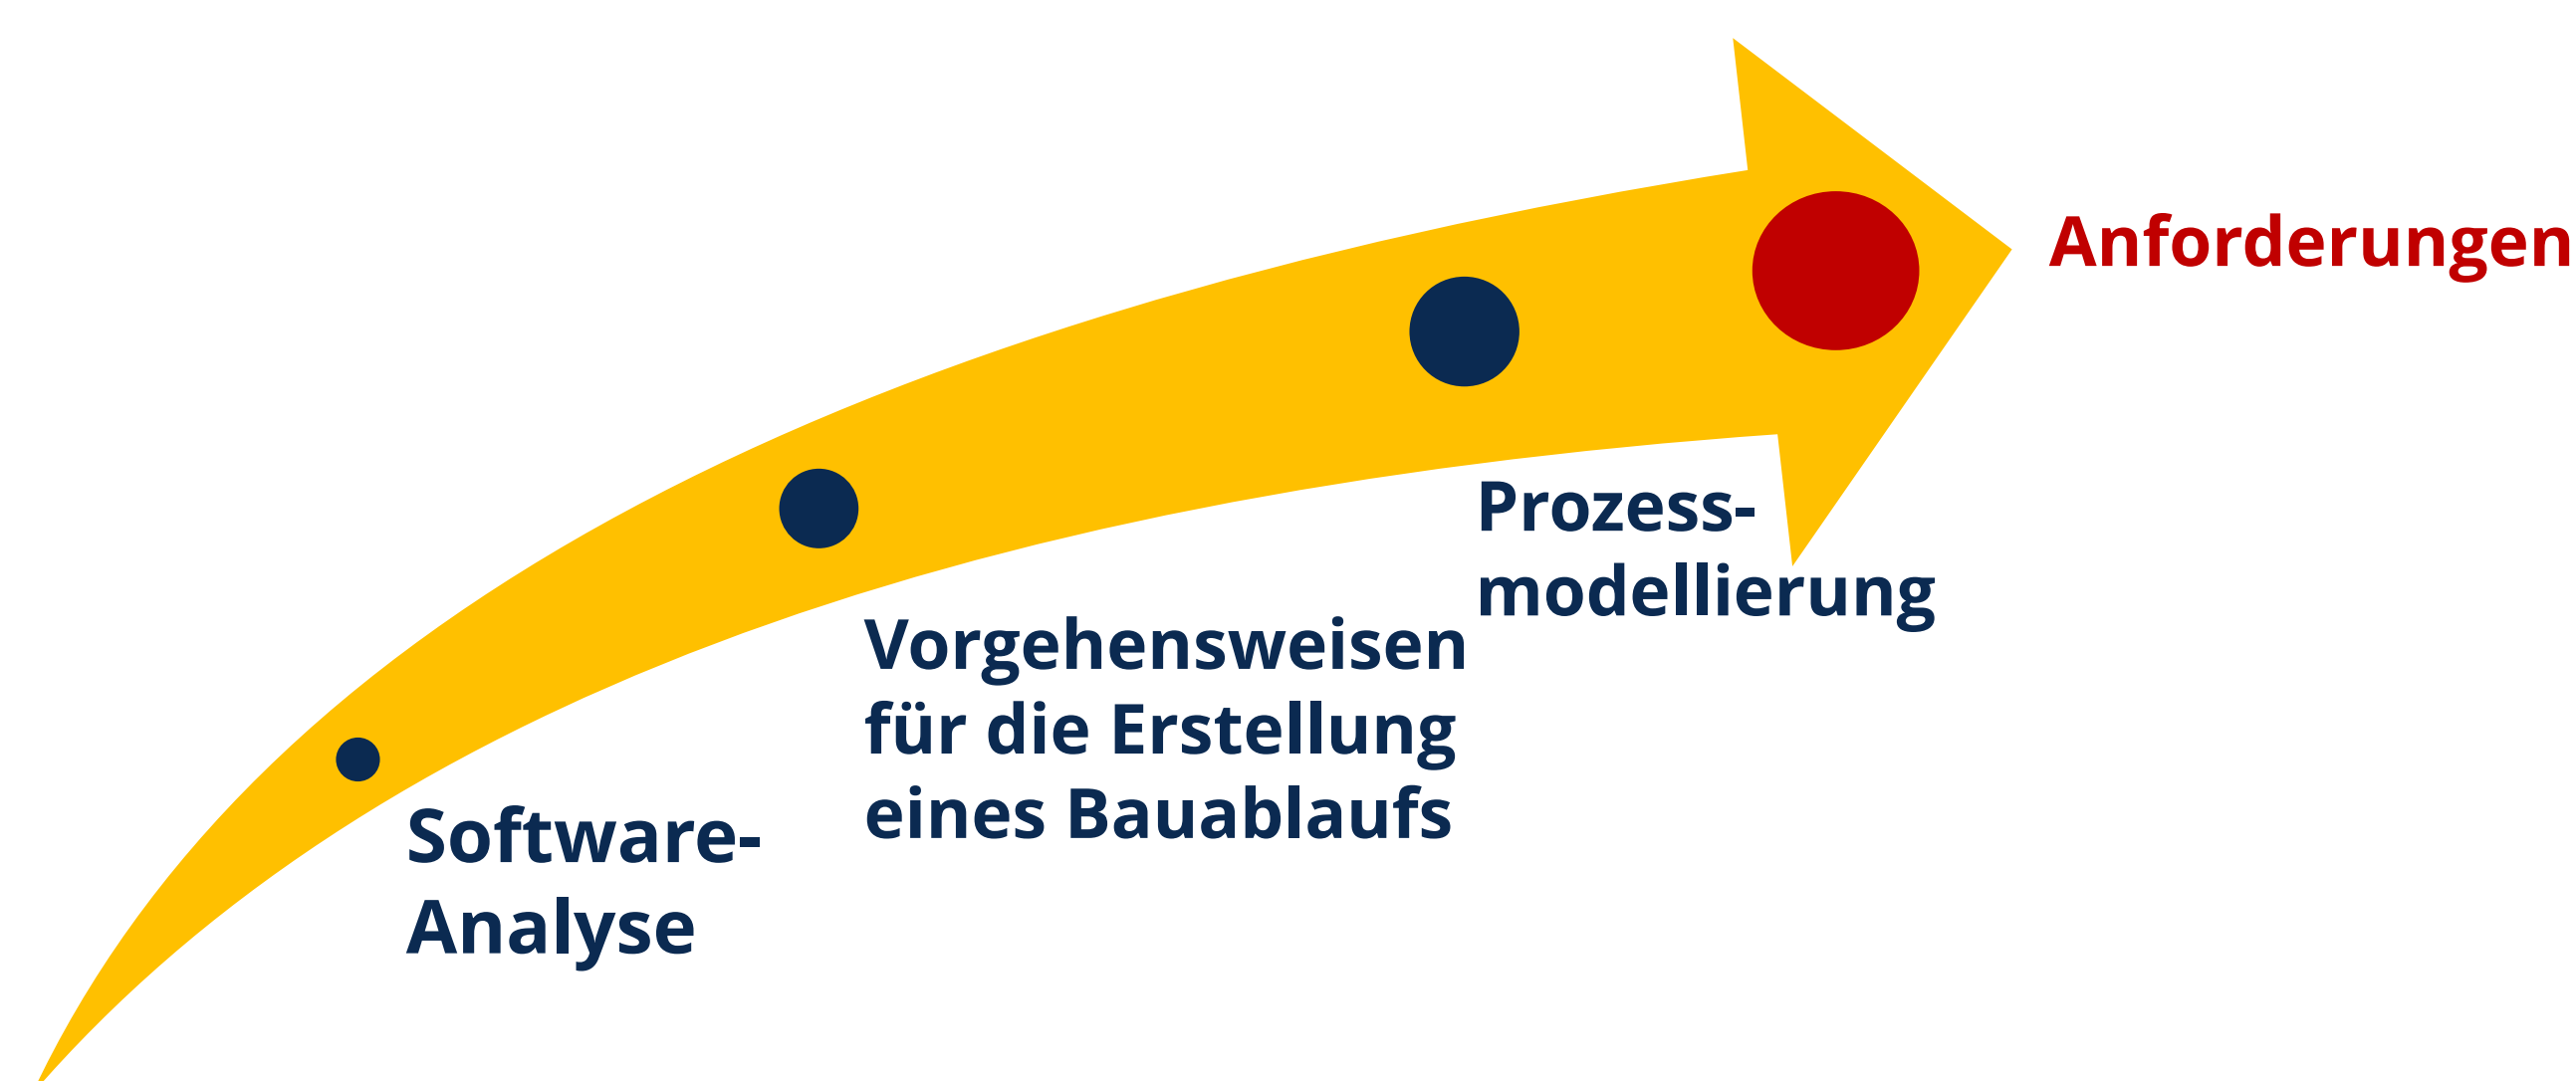 Software-
Analyse
Vorgehensweisen
für die Erstellung
eines Bauablaufs
Prozess-
modellierung
Anforderungen